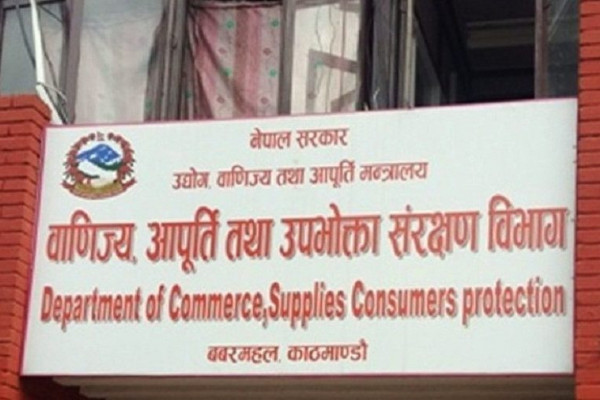 नेपाल सरकार
उद्योग, वाणिज्य तथा आपूर्ति मन्त्रालय
वाणिज्य, आपूर्ति तथा उपभोक्ता संरक्षण विभाग
Department of Commerce,Supplies Consumers protection
बबरमहल, काठमाण्डौ